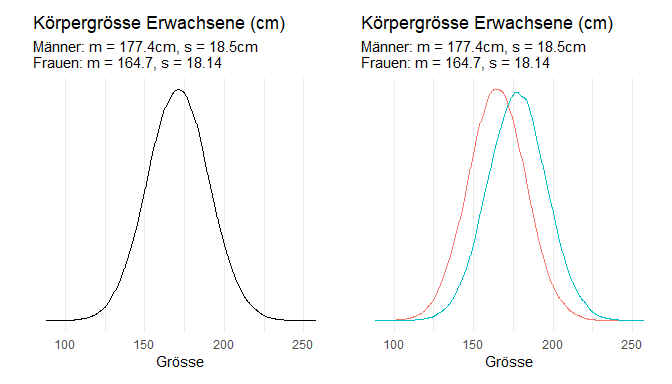 Körpergrösse Erwachsene (cm)
Männer: m = 177.4cm, s = 18.5cm
Frauen: m = 164.7, s = 18.14
100 150 200 250
Grösse
Körpergrösse Erwachsene (cm)
Männer: m = 177.4cm, s = 18.5cm
Frauen: m = 164.7, s = 18.14
100 150 200 250
Grösse